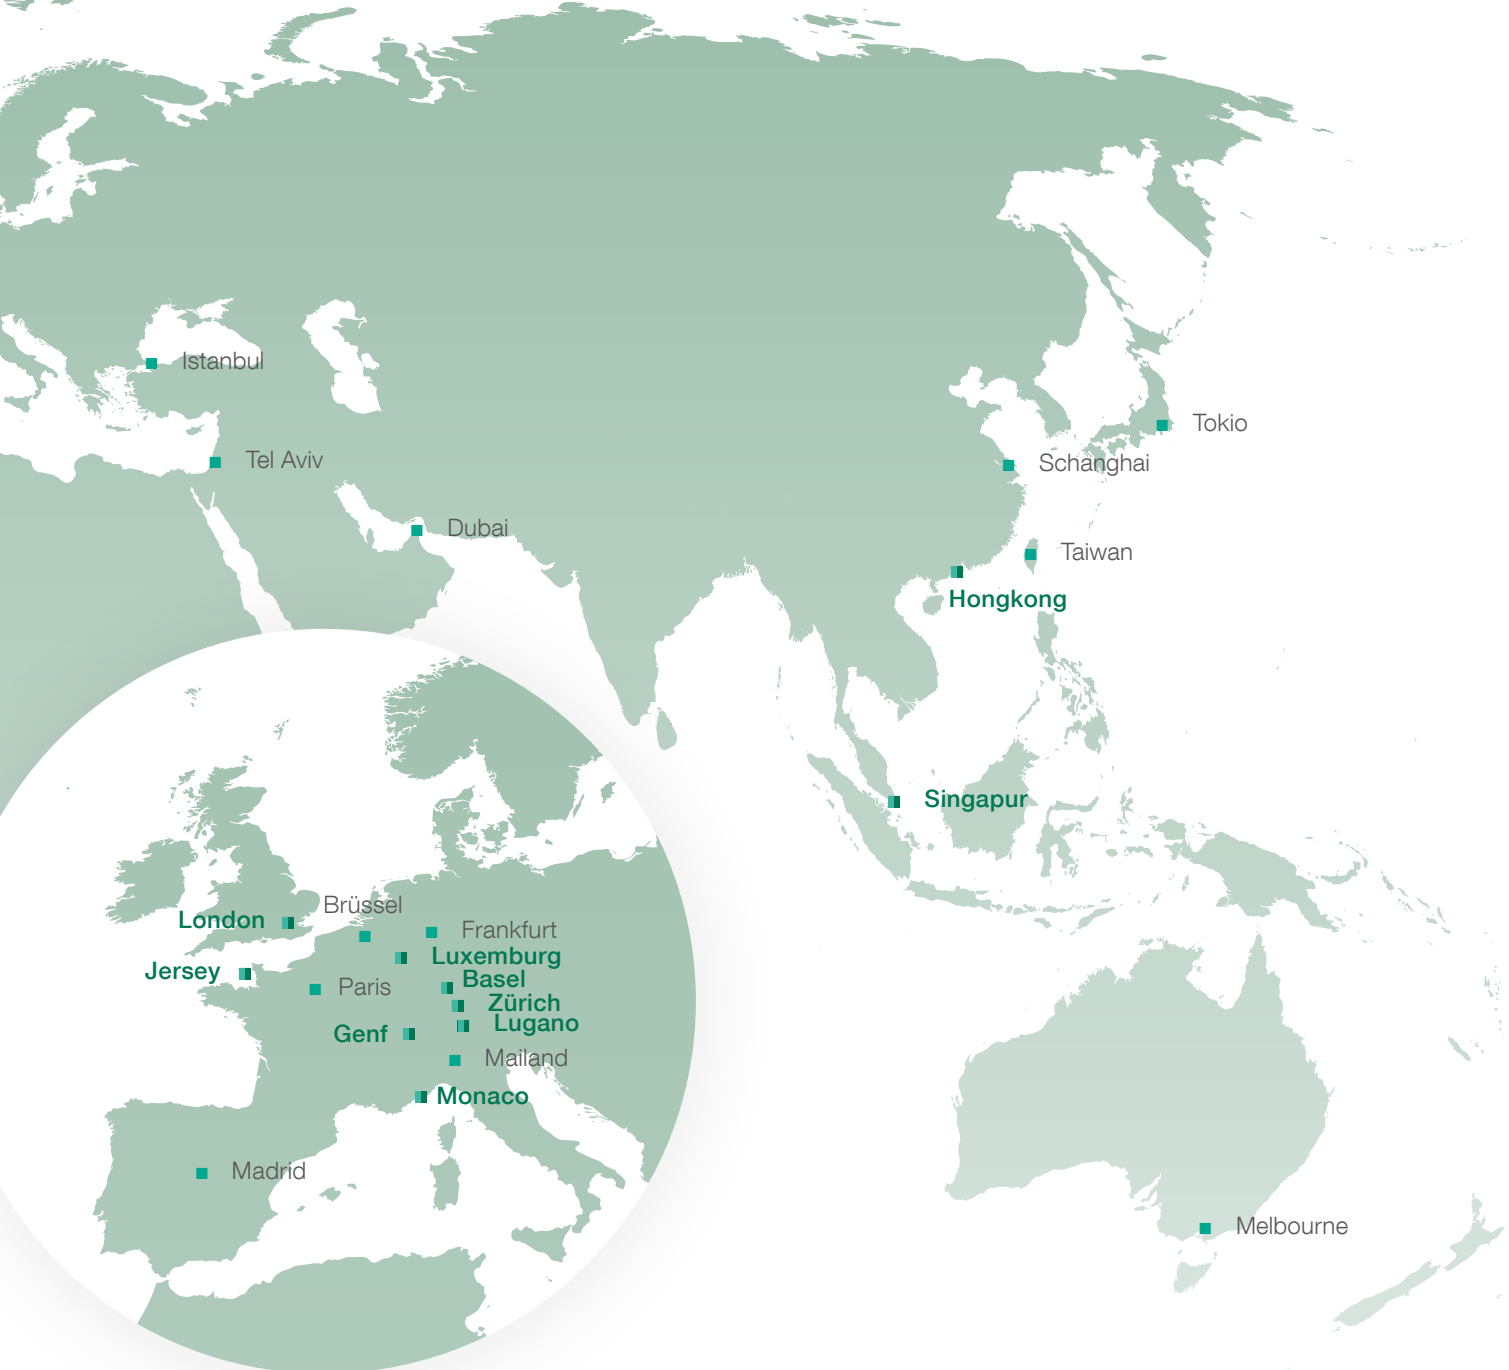 Istanbul
Tokio
Tel Aviv
Schanghai
Dubai
Taiwan
Hongkong
Singapur
Brüssel
London
Frankfurt
Luxemburg
Jersey
Basel
Paris
Zürich
Lugano
Genf
Mailand
Monaco
Madrid
Melbourne